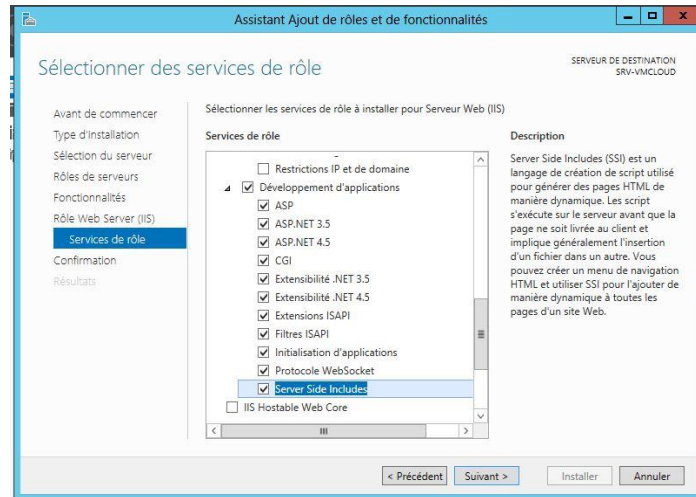 Assistant Ajout de rôles et de fonctionnalités
Sélectionner des services de rôle
SERVEUR DE DESTINATION
SRV-VMCLOUD
Avant de commencer
Type d'installation
Sélection du serveur
Rôles de serveurs
Fonctionnalités
Rôle Web Server (IIS)
Services de rôle
Confirmation
Résultats
Sélectionner les services de rôle à installer pour Serveur Web (IIS)
Services de rôle
Restrictions IP et de domaine
Développement d'applications
ASP
ASP.NET 3.5
ASP.NET 4.5
CGI
Extensibilité .NET 3.5
Extensibilité .NET 4.5
Extensions ISAPI
Filtres ISAPI
Initialisation d'applications
Protocole WebSocket
Server Side Includes
IIS Hostable Web Core
Description
Server Side Includes (SSI) est un
langage de création de script utilisé
pour générer des pages HTML de
manière dynamique. Les script
s'exécute sur le serveur avant que la
page ne soit livrée au client et
implique généralement l'insertion
d'un fichier dans un autre. Vous
pouvez créer un menu de navigation
HTML et utiliser SSI pour l'ajouter de
manière dynamique à toutes les
pages d'un site Web.
< Précédent
Suivant >
Installer
Annuler